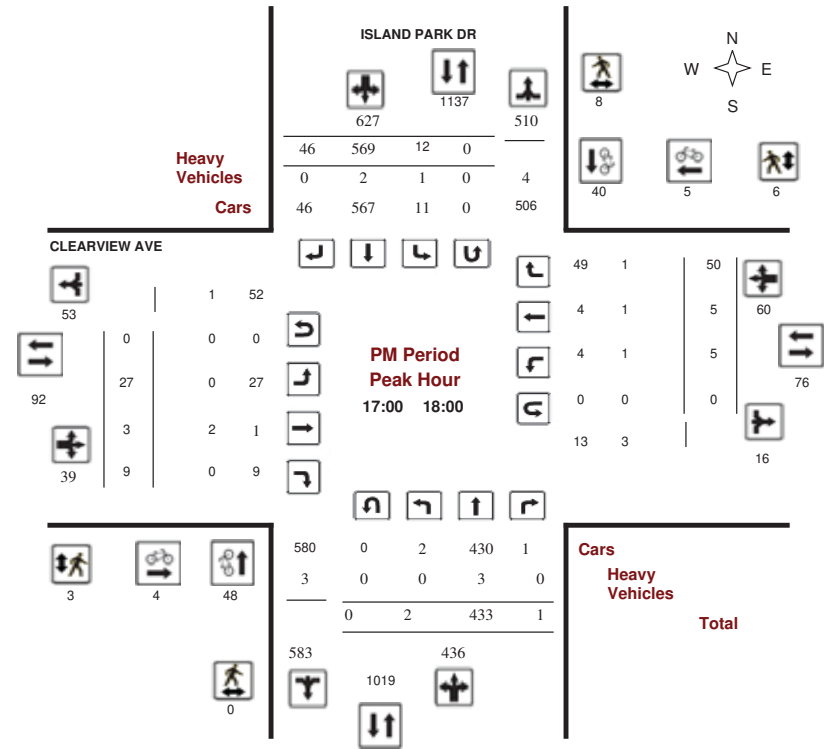 ISLAND PARK DR
N
W E
S
1137
8
627 510
46 569 12 0
Heavy
Vehicles
0 2 1 0 4
Cars
46 567 11 0 506
40 5 6
CLEARVIEW AVE
53
1 52
0 0 0
92
27 0 27
3 2 1
39
9 0 9
49 1 50
60
4 1 5
4 1 5
76
0 0 0
13 3
16
PM Period
Peak Hour
17:00 18:00
580 0 2 430 1
3 0 0 3 0
0 2 433 1
Cars
Heavy
Vehicles
Total
3 4 48
583 436
1019
0